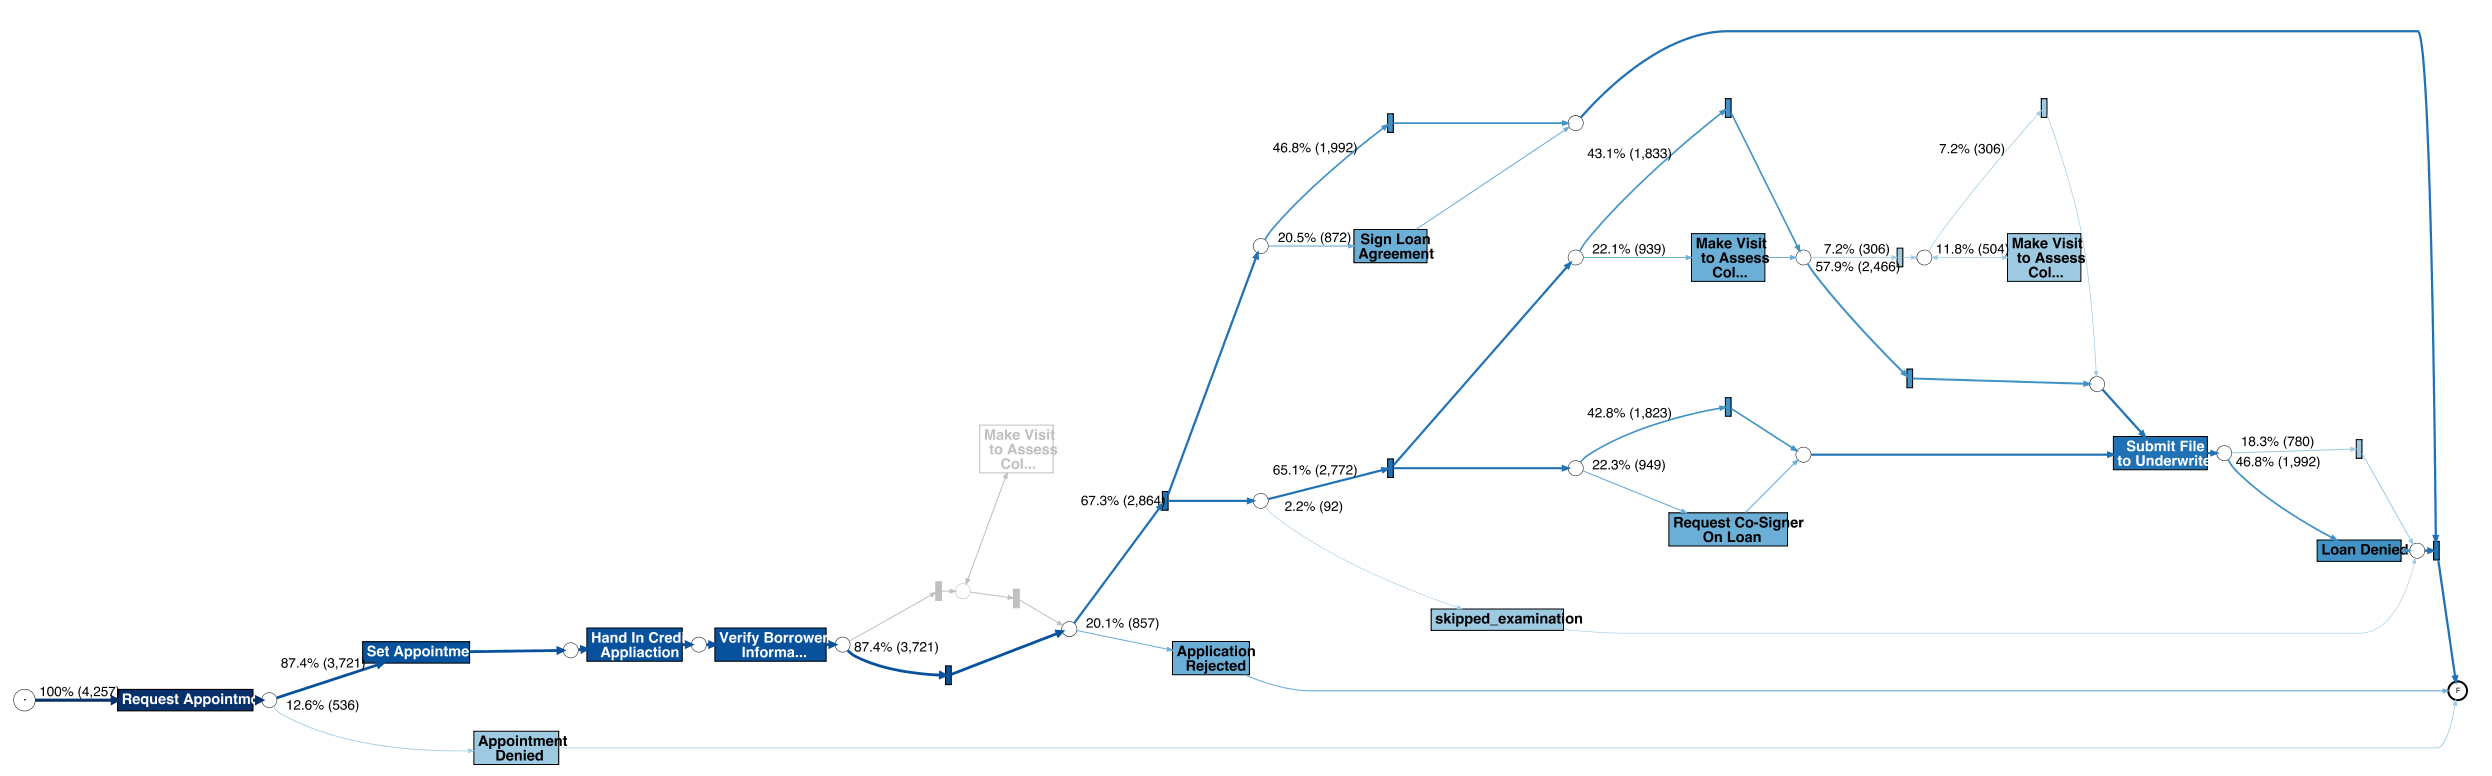 46.8% (1,992)
43.1% (1,833)
7.2% (306)
20.5% (872)
Sign Loan
Agreement
22.1% (939)
Make Visit
to Assess
Col...
7.2% (306)
57.9% (2,466)
11.8% (504)
Make Visit
to Assess
Col...
Make Visit
to Assess
Col...
42.8% (1,823)
22.3% (949)
65.1% (2,772)
67.3% (2,864)
2.2% (92)
Request Co-Signer
On Loan
Submit File
to Underwrite
18.3% (780)
46.8% (1,992)
Loan Denied
skipped_examination
20.1% (857)
Application
Rejected
Hand In Cred
Appliaction
Verify Borrower
Informa...
87.4% (3,721)
Set Appointme
87.4% (3,721)
100% (4,257)
Request Appointm
12.6% (536)
Appointment
Denied
F